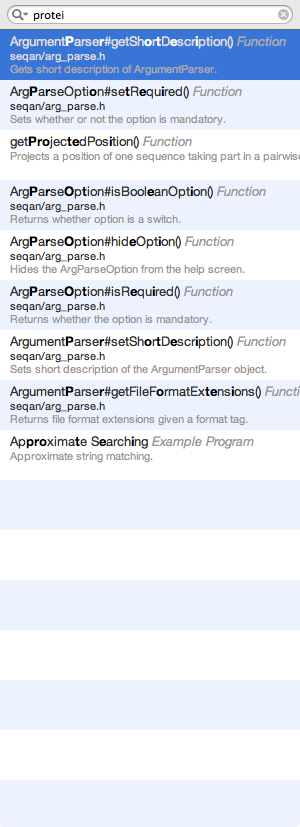 protei
ArgumentParser#getShortDescription() Function
seqan/arg_parse.h
Gets short description of ArgumentParser.
ArgParseOption#setRequired() Function
seqan/arg_parse.h
Sets whether or not the option is mandatory.
getProjectedPosition() Function
Projects a position of one sequence taking part in a pairwise
ArgParseOption#isBooleanOption() Function
seqan/arg_parse.h
Returns whether option is a switch.
ArgParseOption#hideOption() Function
seqan/arg_parse.h
Hides the ArgParseOption from the help screen.
ArgParseOption#isRequired() Function
seqan/arg_parse.h
Returns whether the option is mandatory.
ArgumentParser#setShortDescription() Function
seqan/arg_parse.h
Sets short description of the ArgumentParser object.
ArgumentParser#getFileFormatExtensions() Functi
seqan/arg_parse.h
Returns file format extensions given a format tag.
Approximate Searching Example Program
Approximate string matching.